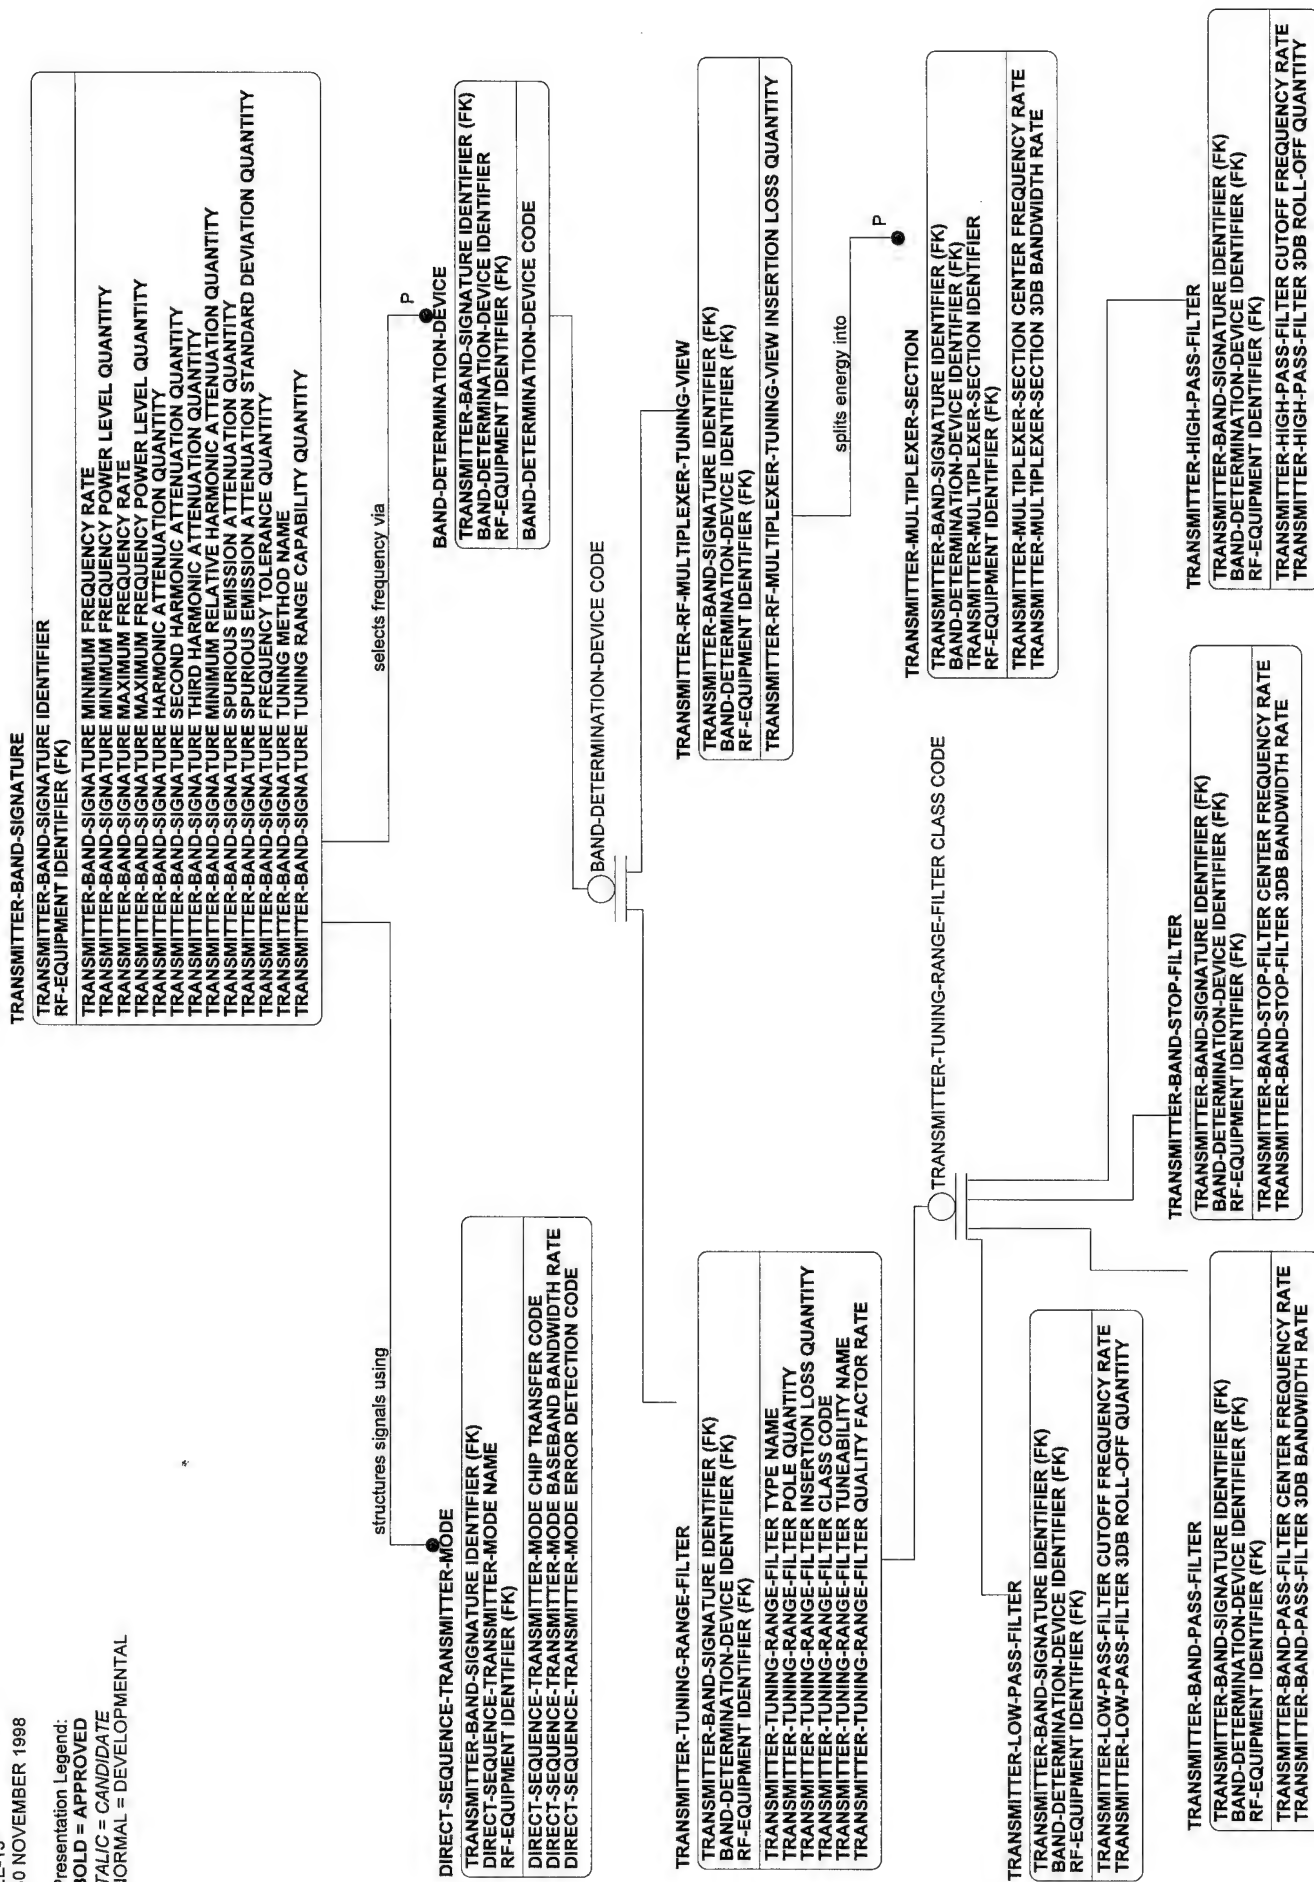 0 NOVEMBER 1998
Presentation Legend:
BOLD = APPROVED
ITALIC = CANDIDATE
NORMAL = DEVELOPMENTAL
TRANSMITTER-BAND-SIGNATURE
TRANSMITTER-BAND-SIGNATURE IDENTIFIER
RF-EQUIPMENT IDENTIFIER (FK)
TRANSMITTER-BAND-SIGNATURE MINIMUM FREQUENCY RATE
TRANSMITTER-BAND-SIGNATURE MINIMUM FREQUENCY POWER LEVEL QUANTITY
TRANSMITTER-BAND-SIGNATURE MAXIMUM FREQUENCY RATE
TRANSMITTER-BAND-SIGNATURE MAXIMUM FREQUENCY POWER LEVEL QUANTITY
TRANSMITTER-BAND-SIGNATURE HARMONIC ATTENUATION QUANTITY
TRANSMITTER-BAND-SIGNATURE SECOND HARMONIC ATTENUATION QUANTITY
TRANSMITTER-BAND-SIGNATURE THIRD HARMONIC ATTENUATION QUANTITY
TRANSMITTER-BAND-SIGNATURE MINIMUM RELATIVE HARMONIC ATTENUATION QUANTITY
TRANSMITTER-BAND-SIGNATURE SPURIOUS EMISSION ATTENUATION QUANTITY
TRANSMITTER-BAND-SIGNATURE SPURIOUS EMISSION STANDARD DEVIATION QUANTITY
TRANSMITTER-BAND-SIGNATURE FREQUENCY TOLERANCE QUANTITY
TRANSMITTER-BAND-SIGNATURE TUNING METHOD NAME
TRANSMITTER-BAND-SIGNATURE TUNING RANGE CAPABILITY QUANTITY
structures signals using
selects frequency via
P
DIRECT-SEQUENCE-TRANSMITTER-MODE
TRANSMITTER-BAND-SIGNATURE IDENTIFIER (FK)
DIRECT-SEQUENCE-TRANSMITTER-MODE NAME
RF-EQUIPMENT IDENTIFIER (FK)
DIRECT-SEQUENCE-TRANSMITTER-MODE CHIP TRANSFER CODE
DIRECT-SEQUENCE-TRANSMITTER-MODE BASEBAND BANDWIDTH RATE
DIRECT-SEQUENCE-TRANSMITTER-MODE ERROR DETECTION CODE
BAND-DETERMINATION-DEVICE
TRANSMITTER-BAND-SIGNATURE IDENTIFIER (FK)
BAND-DETERMINATION-DEVICE IDENTIFIER
RF-EQUIPMENT IDENTIFIER (FK)
BAND-DETERMINATION-DEVICE CODE
BAND-DETERMINATION-DEVICE CODE
TRANSMITTER-TUNING-RANGE-FILTER
TRANSMITTER-BAND-SIGNATURE IDENTIFIER (FK)
BAND-DETERMINATION-DEVICE IDENTIFIER (FK)
RF-EQUIPMENT IDENTIFIER (FK)
TRANSMITTER-TUNING-RANGE-FILTER TYPE NAME
TRANSMITTER-TUNING-RANGE-FILTER POLE QUANTITY
TRANSMITTER-TUNING-RANGE-FILTER INSERTION LOSS QUANTITY
TRANSMITTER-TUNING-RANGE-FILTER CLASS CODE
TRANSMITTER-TUNING-RANGE-FILTER TUNEABILITY NAME
TRANSMITTER-TUNING-RANGE-FILTER QUALITY FACTOR RATE
TRANSMITTER-RF-MULTIPLEXER-TUNING-VIEW
TRANSMITTER-BAND-SIGNATURE IDENTIFIER (FK)
BAND-DETERMINATION-DEVICE IDENTIFIER (FK)
RF-EQUIPMENT IDENTIFIER (FK)
TRANSMITTER-RF-MULTIPLEXER-TUNING-VIEW INSERTION LOSS QUANTITY
splits energy into
P
TRANSMITTER-MULTIPLEXER-SECTION
TRANSMITTER-BAND-SIGNATURE IDENTIFIER (FK)
BAND-DETERMINATION-DEVICE IDENTIFIER (FK)
TRANSMITTER-MULTIPLEXER-SECTION IDENTIFIER
RF-EQUIPMENT IDENTIFIER (FK)
TRANSMITTER-MULTIPLEXER-SECTION CENTER FREQUENCY RATE
TRANSMITTER-MULTIPLEXER-SECTION 3DB BANDWIDTH RATE
TRANSMITTER-TUNING-RANGE-FILTER CLASS CODE
TRANSMITTER-LOW-PASS-FILTER
TRANSMITTER-BAND-SIGNATURE IDENTIFIER (FK)
BAND-DETERMINATION-DEVICE IDENTIFIER (FK)
RF-EQUIPMENT IDENTIFIER (FK)
TRANSMITTER-LOW-PASS-FILTER CUTOFF FREQUENCY RATE
TRANSMITTER-LOW-PASS-FILTER 3DB ROLL-OFF QUANTITY
TRANSMITTER-BAND-PASS-FILTER
TRANSMITTER-BAND-SIGNATURE IDENTIFIER (FK)
BAND-DETERMINATION-DEVICE IDENTIFIER (FK)
RF-EQUIPMENT IDENTIFIER (FK)
TRANSMITTER-BAND-PASS-FILTER CENTER FREQUENCY RATE
TRANSMITTER-BAND-PASS-FILTER 3DB BANDWIDTH RATE
TRANSMITTER-BAND-STOP-FILTER
TRANSMITTER-BAND-SIGNATURE IDENTIFIER (FK)
BAND-DETERMINATION-DEVICE IDENTIFIER (FK)
RF-EQUIPMENT IDENTIFIER (FK)
TRANSMITTER-BAND-STOP-FILTER CENTER FREQUENCY RATE
TRANSMITTER-BAND-STOP-FILTER 3DB BANDWIDTH RATE
TRANSMITTER-HIGH-PASS-FILTER
TRANSMITTER-BAND-SIGNATURE IDENTIFIER (FK)
BAND-DETERMINATION-DEVICE IDENTIFIER (FK)
RF-EQUIPMENT IDENTIFIER (FK)
TRANSMITTER-HIGH-PASS-FILTER CUTOFF FREQUENCY RATE
TRANSMITTER-HIGH-PASS-FILTER 3DB ROLL-OFF QUANTITY